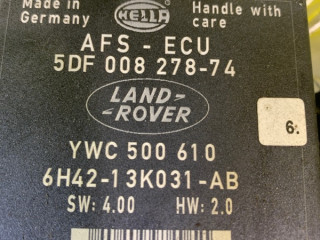 Made in
Germany
HELLA
Handle with
care
AFS - ECU
5DF 008 278-74
LAND-
-ROVER
6.
YWC 500 610
6H42-13K031-AB
SW: 4.00 HW: 2.0